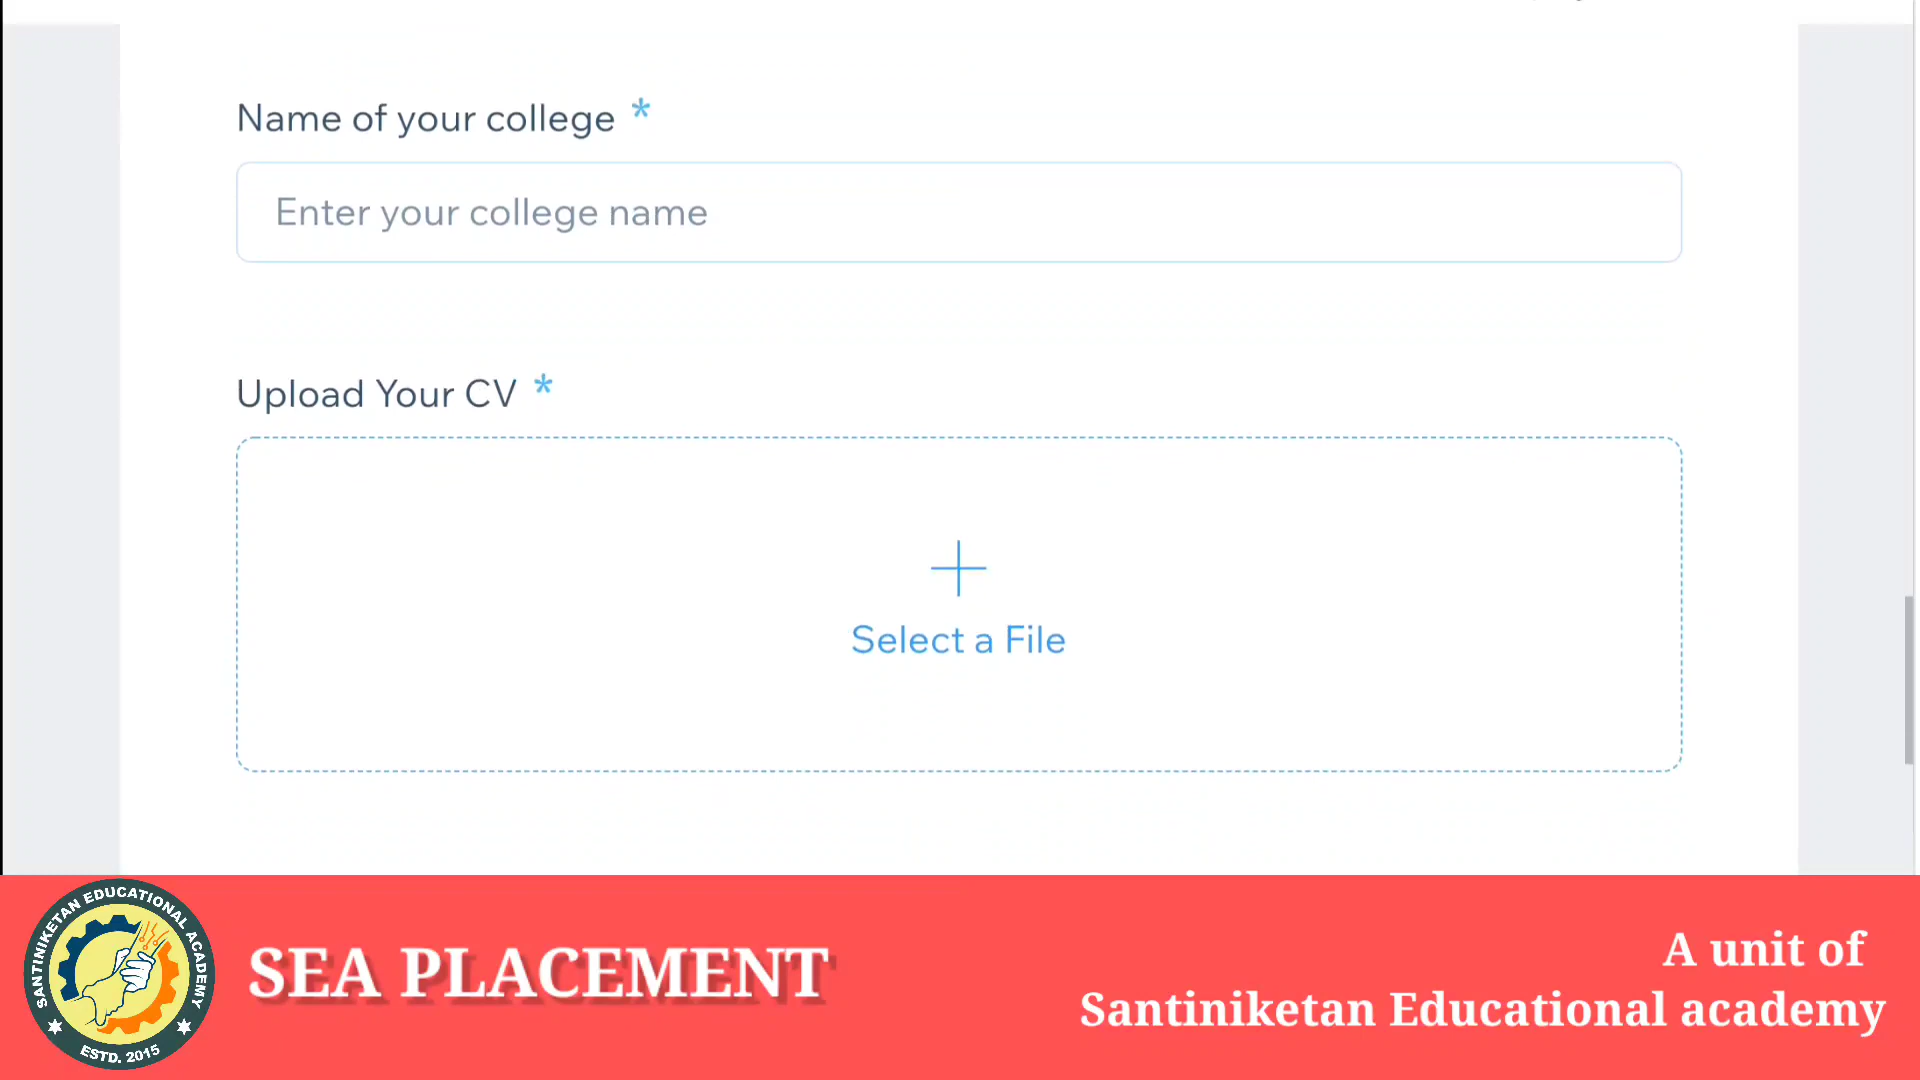 Name of your college *
Enter your college name
Upload Your CV *
Select a File
SANTINIKETAN EDUCATIONAL ACADEMY
ESTD. 2015
SEA PLACEMENT
A unit of
Santiniketan Educational academy